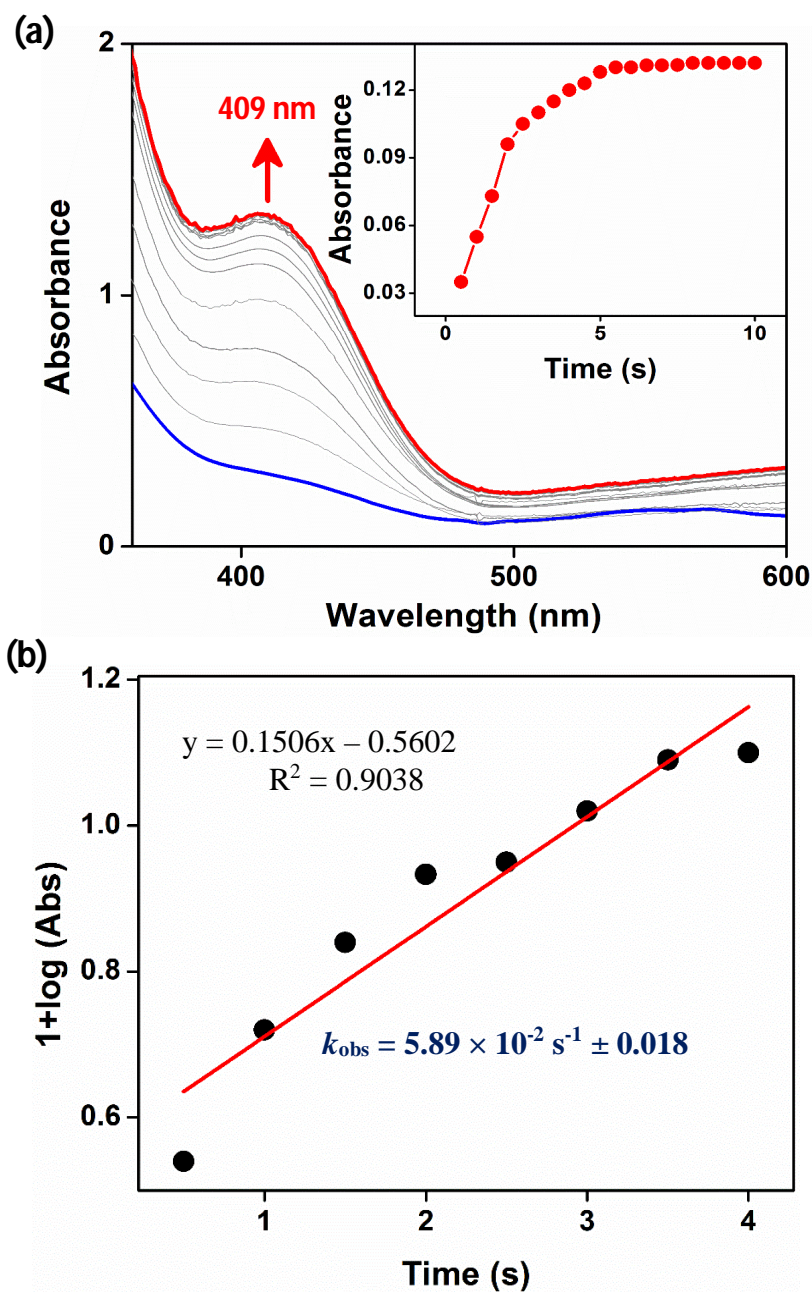 (a)
2
1
0
Absorbance
409 nm
400
500
600
Wavelength (nm)
0.12
0.09
0.06
0.03
Absorbance
0
5
10
Time (s)
(b)
1.2
1.0
0.8
0.6
1+log (Abs)
y = 0.1506x – 0.5602
R² = 0.9038
kobs = 5.89 × 10⁻² s⁻¹ ± 0.018
1
2
3
4
Time (s)